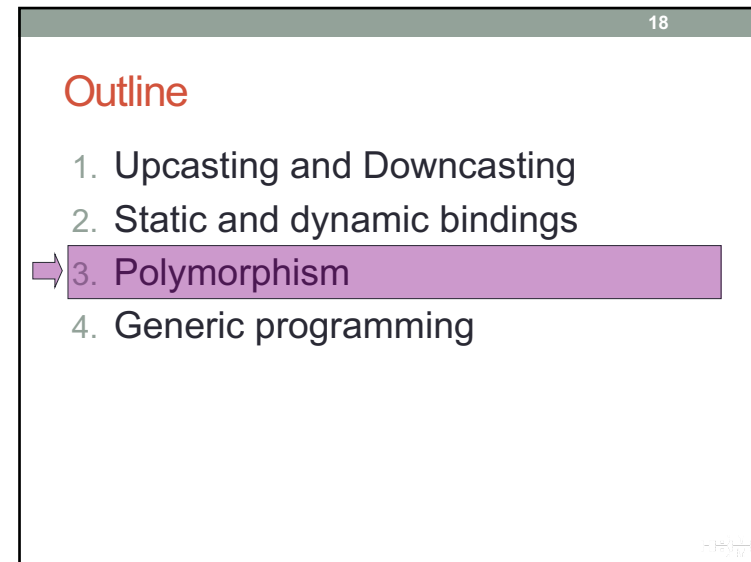 18
Outline
1. Upcasting and Downcasting
2. Static and dynamic bindings
3. Polymorphism
4. Generic programming